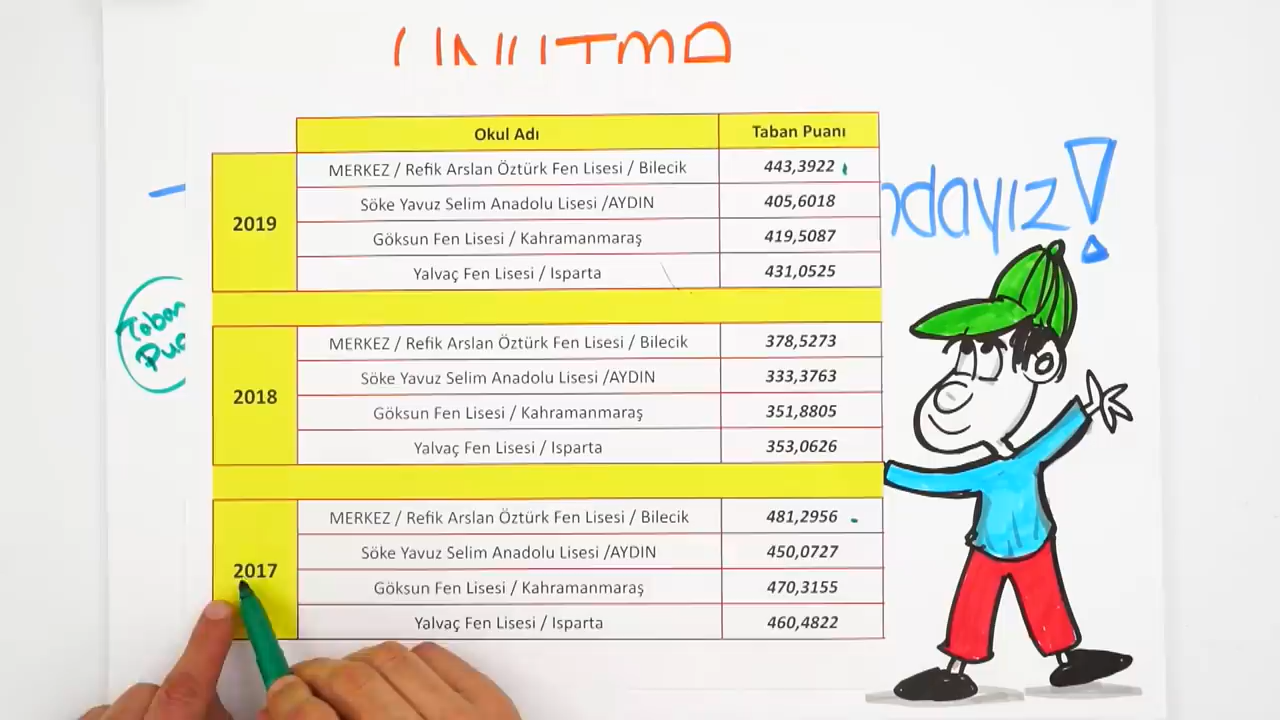 UNUTMA
Okul Adı Taban Puanı
2019
MERKEZ / Refik Arslan Öztürk Fen Lisesi / Bilecik 443,3922
Söke Yavuz Selim Anadolu Lisesi /AYDIN 405,6018
Göksun Fen Lisesi / Kahramanmaraş 419,5087
Yalvaç Fen Lisesi / Isparta 431,0525
2018
MERKEZ / Refik Arslan Öztürk Fen Lisesi / Bilecik 378,5273
Söke Yavuz Selim Anadolu Lisesi /AYDIN 333,3763
Göksun Fen Lisesi / Kahramanmaraş 351,8805
Yalvaç Fen Lisesi / Isparta 353,0626
2017
MERKEZ / Refik Arslan Öztürk Fen Lisesi / Bilecik 481,2956
Söke Yavuz Selim Anadolu Lisesi /AYDIN 450,0727
Göksun Fen Lisesi / Kahramanmaraş 470,3155
Yalvaç Fen Lisesi / Isparta 460,4822
Taban